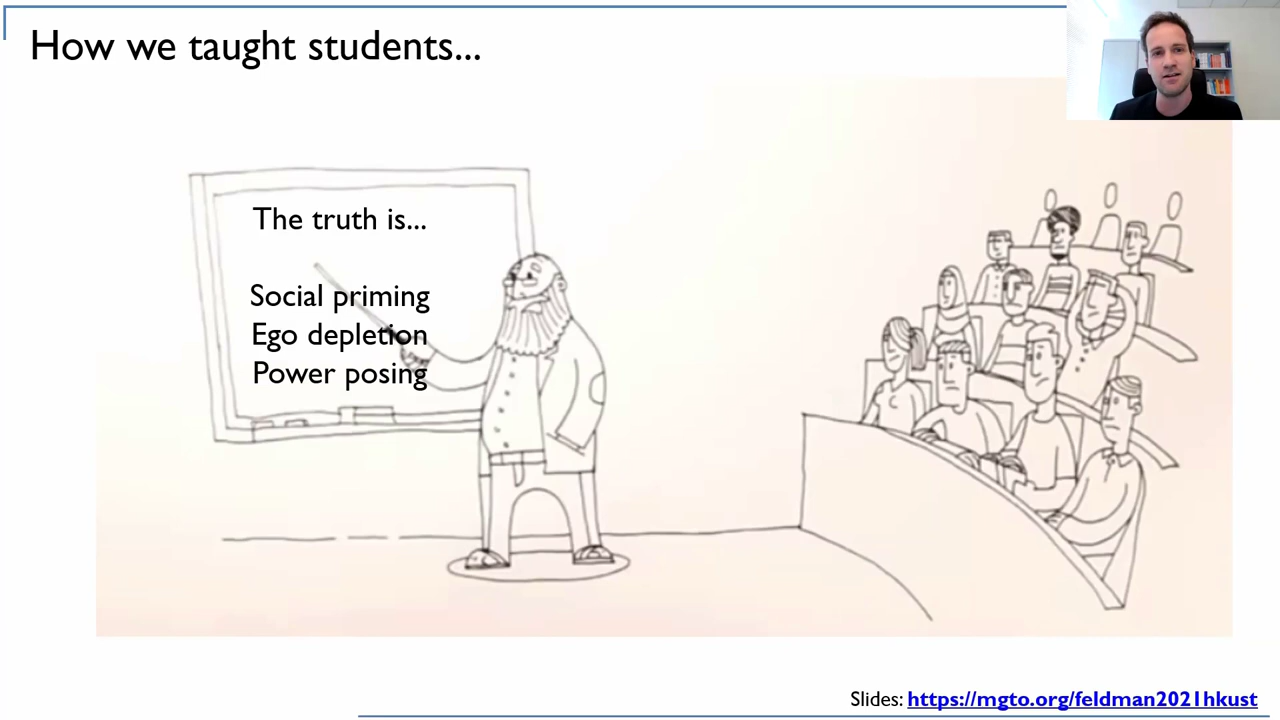 How we taught students...
The truth is...
Social priming
Ego depletion
Power posing
Slides: https://mgto.org/feldman2021hkust